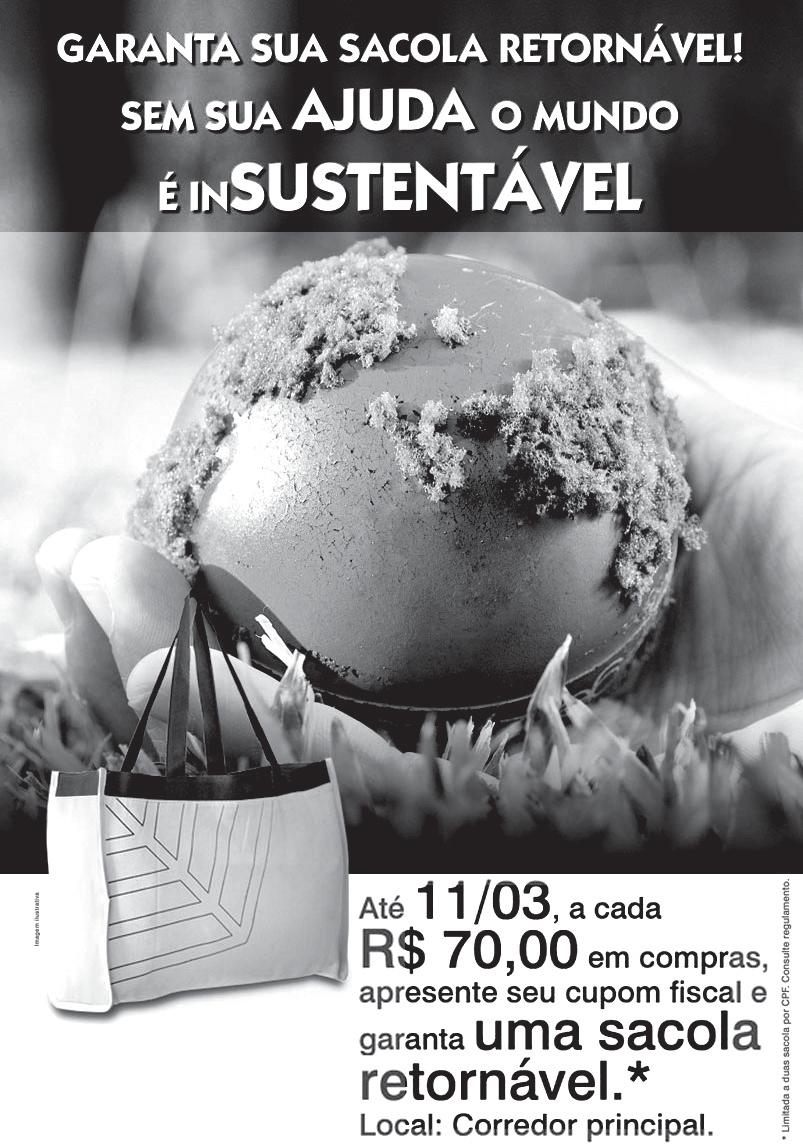 GARANTA SUA SACOLA RETORNÁVEL!
SEM SUA AJUDA O MUNDO
É INSUSTENTÁVEL
Imagem ilustrativa
Até 11/03, a cada
R$ 70,00 em compras,
apresente seu cupom fiscal e
garanta uma sacola
retornável.*
Local: Corredor principal.
* Limitada a duas sacola por CPF. Consulte regulamento.